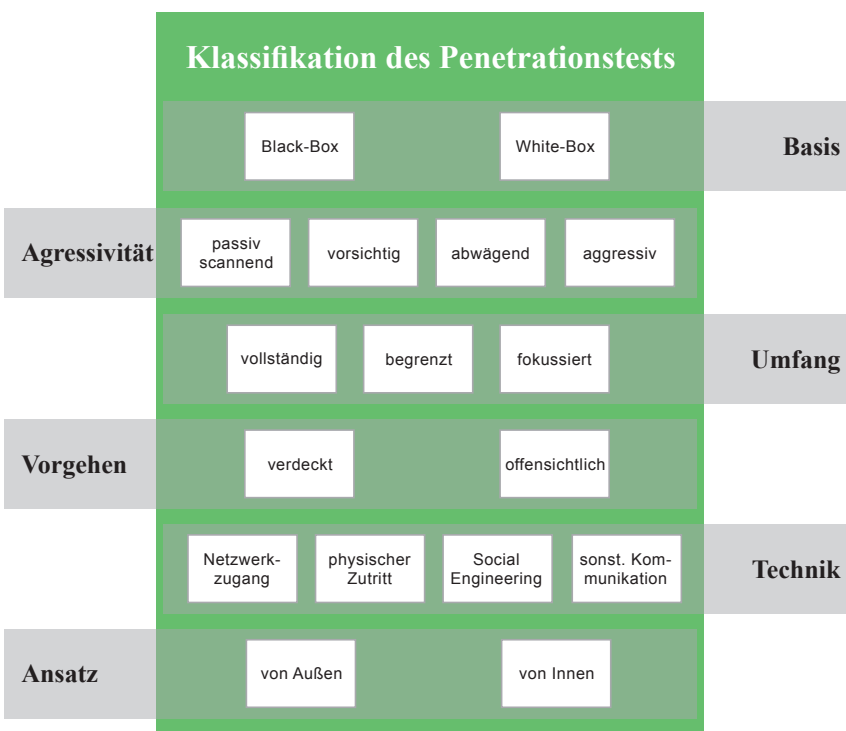 Klassifikation des Penetrationstests
Black-Box
White-Box
Basis
Agressivität
passiv
scannend
vorsichtig
abwägend
aggressiv
vollständig
begrenzt
fokussiert
Umfang
Vorgehen
verdeckt
offensichtlich
Netzwerk-
zugang
physischer
Zutritt
Social
Engineering
sonst. Kom-
munikation
Technik
Ansatz
von Außen
von Innen